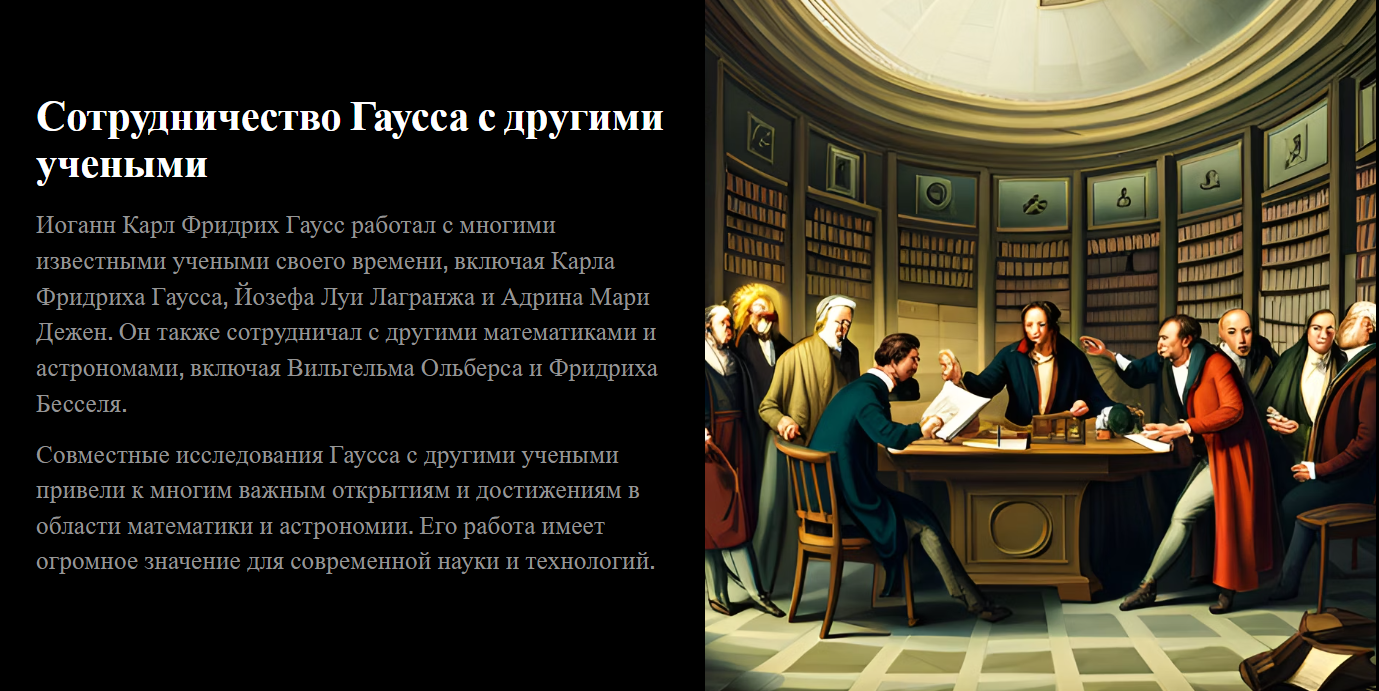 Сотрудничество Гаусса с другими
учеными
Иоганн Карл Фридрих Гаусс работал с многими
известными учеными своего времени, включая Карла
Фридриха Гаусса, Йозефа Луи Лагранжа и Адрина Мари
Дежен. Он также сотрудничал с другими математиками и
астрономами, включая Вильгельма Ольберса и Фридриха
Бесселя.
Совместные исследования Гаусса с другими учеными
привели к многим важным открытиям и достижениям в
области математики и астрономии. Его работа имеет
огромное значение для современной науки и технологий.